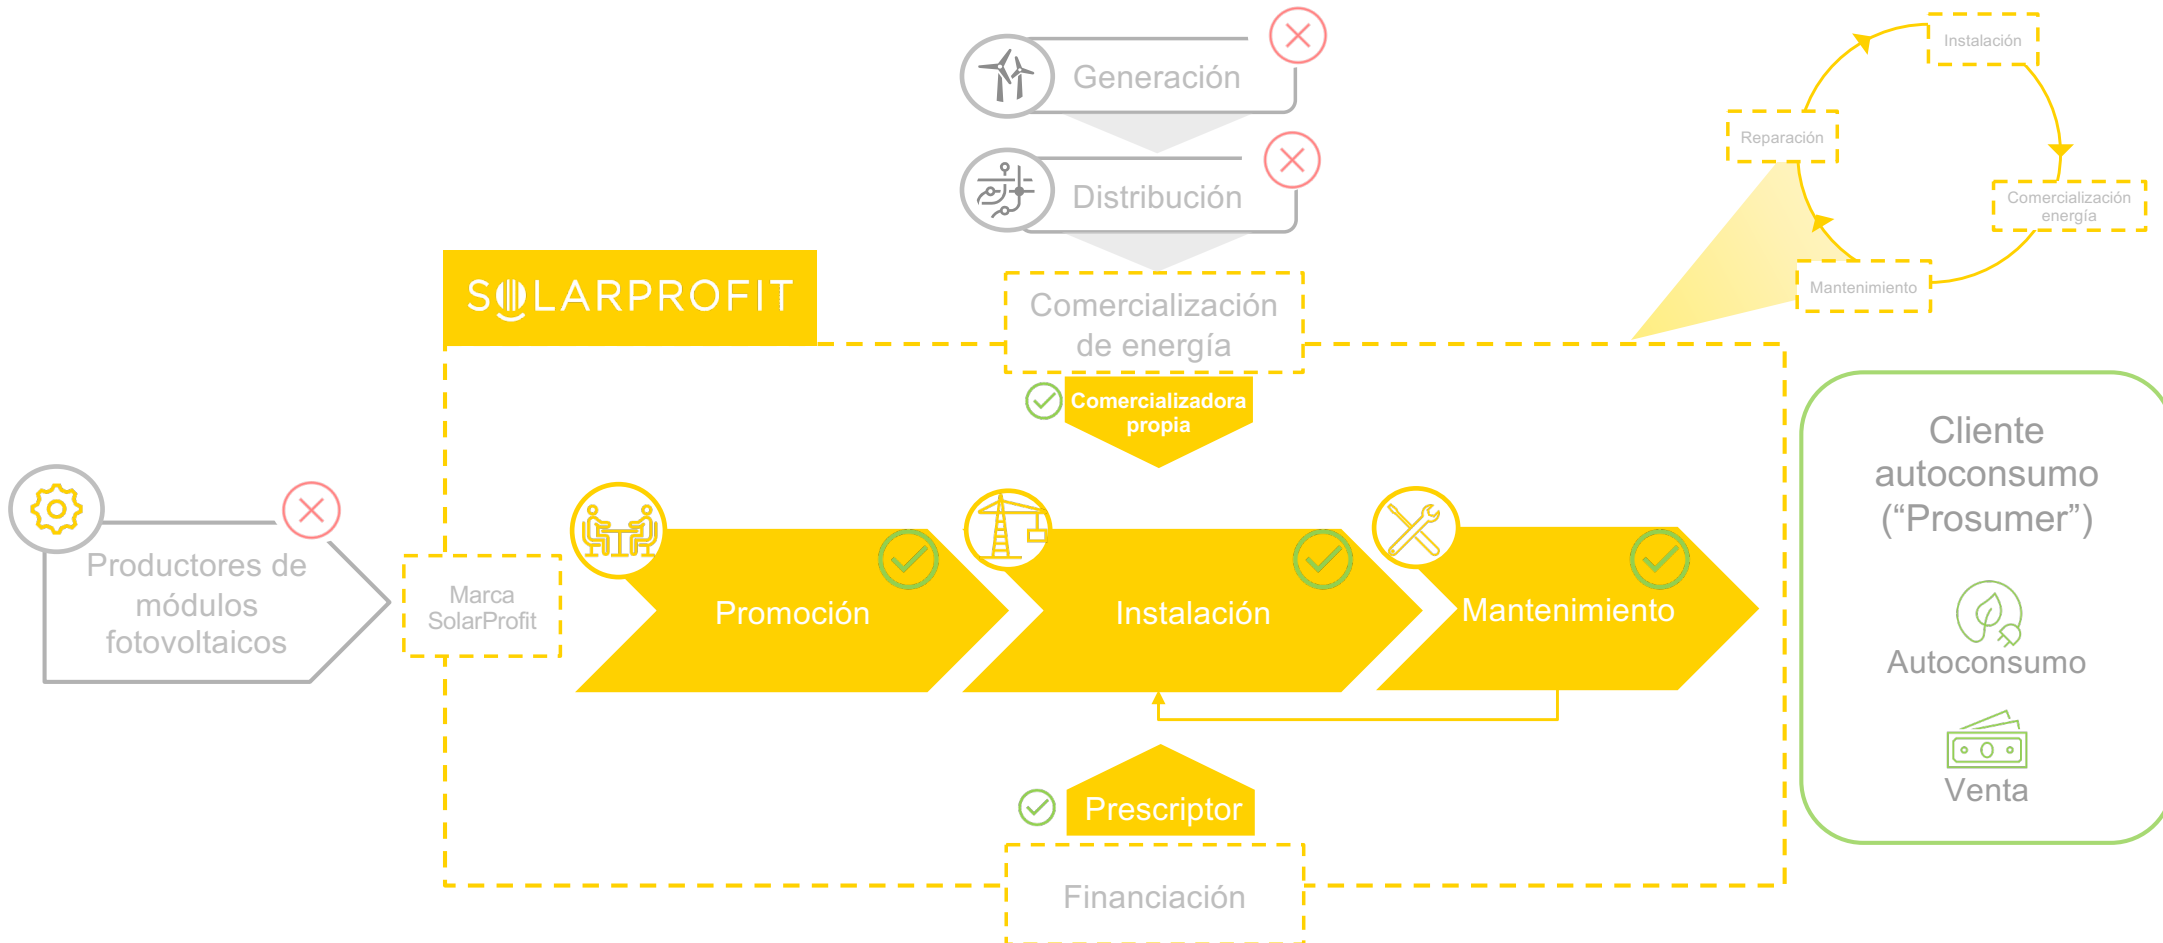 Generación
Distribución
Instalación
Reparación
Comercialización
energía
Mantenimiento
SOLARPROFIT
Comercialización
de energía
Comercializadora
propia
Productores de
módulos
fotovoltaicos
Marca
SolarProfit
Promoción
Instalación
Mantenimiento
Prescriptor
Financiación
Cliente
autoconsumo
(“Prosumer”)
Autoconsumo
Venta